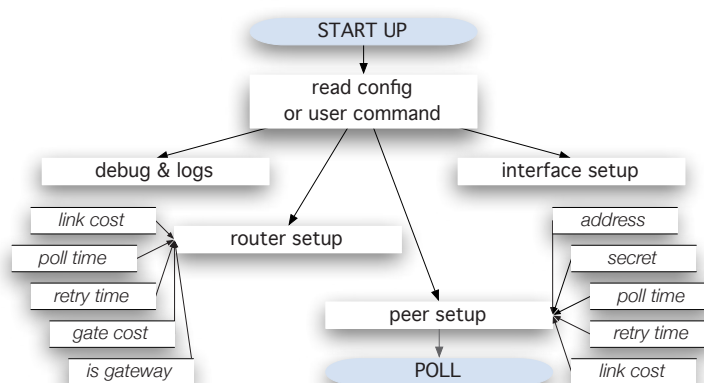 START UP
read config
or user command
debug & logs
interface setup
link cost
address
router setup
poll time
secret
retry time
poll time
peer setup
gate cost
retry time
is gateway
POLL
link cost